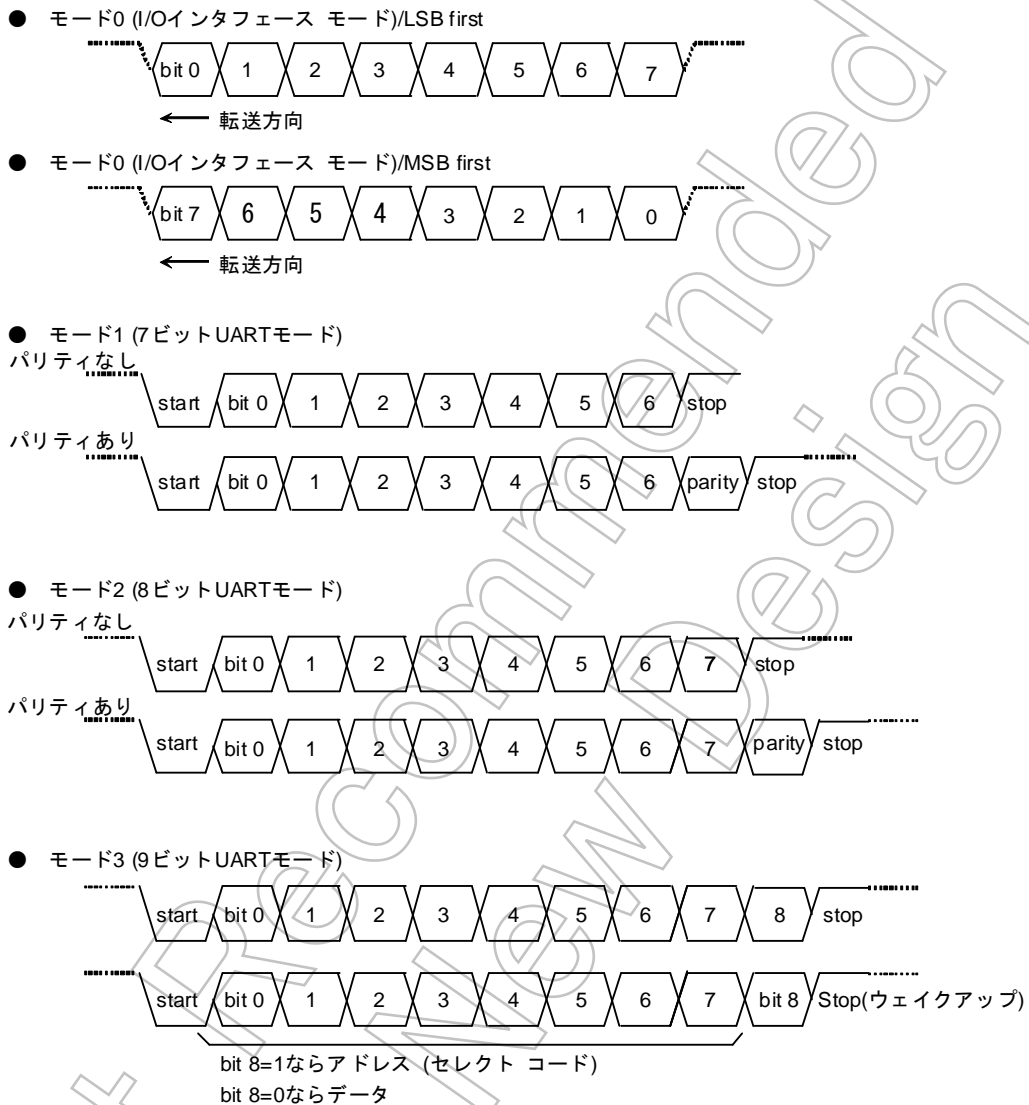 ● モード0 (I/Oインタフェース モード)/LSB first
bit 0 1 2 3 4 5 6 7
← 転送方向
● モード0 (I/Oインタフェース モード)/MSB first
bit 7 6 5 4 3 2 1 0
← 転送方向
● モード1 (7ビットUARTモード)
パリティなし
start bit 0 1 2 3 4 5 6 stop
パリティあり
start bit 0 1 2 3 4 5 6 parity stop
● モード2 (8ビットUARTモード)
パリティなし
start bit 0 1 2 3 4 5 6 7 stop
パリティあり
start bit 0 1 2 3 4 5 6 7 parity stop
● モード3 (9ビットUARTモード)
start bit 0 1 2 3 4 5 6 7 8 stop
start bit 0 1 2 3 4 5 6 7 bit 8 Stop(ウェイクアップ)
bit 8=1ならアドレス (セレクト コード)
bit 8=0ならデータ
Recommended
New Design